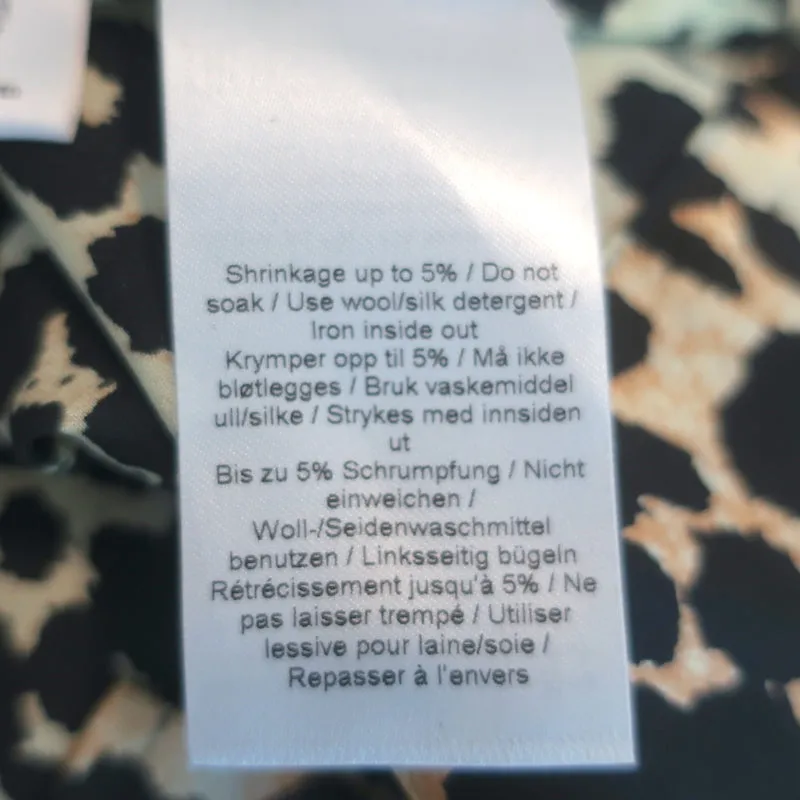 Shrinkage up to 5% / Do not
soak / Use wool/silk detergent /
Iron inside out
Krymper opp til 5% / Må ikke
bløtlegges / Bruk vaskemiddel
ull/silke / Strykes med innsiden
ut
Bis zu 5% Schrumpfung / Nicht
einweichen /
Woll-/Seidenwaschmittel
benutzen / Linksseitig bügeln
Rétrécissement jusqu'à 5% / Ne
pas laisser trempé / Utiliser
lessive pour laine/soie /
Repasser à l'envers